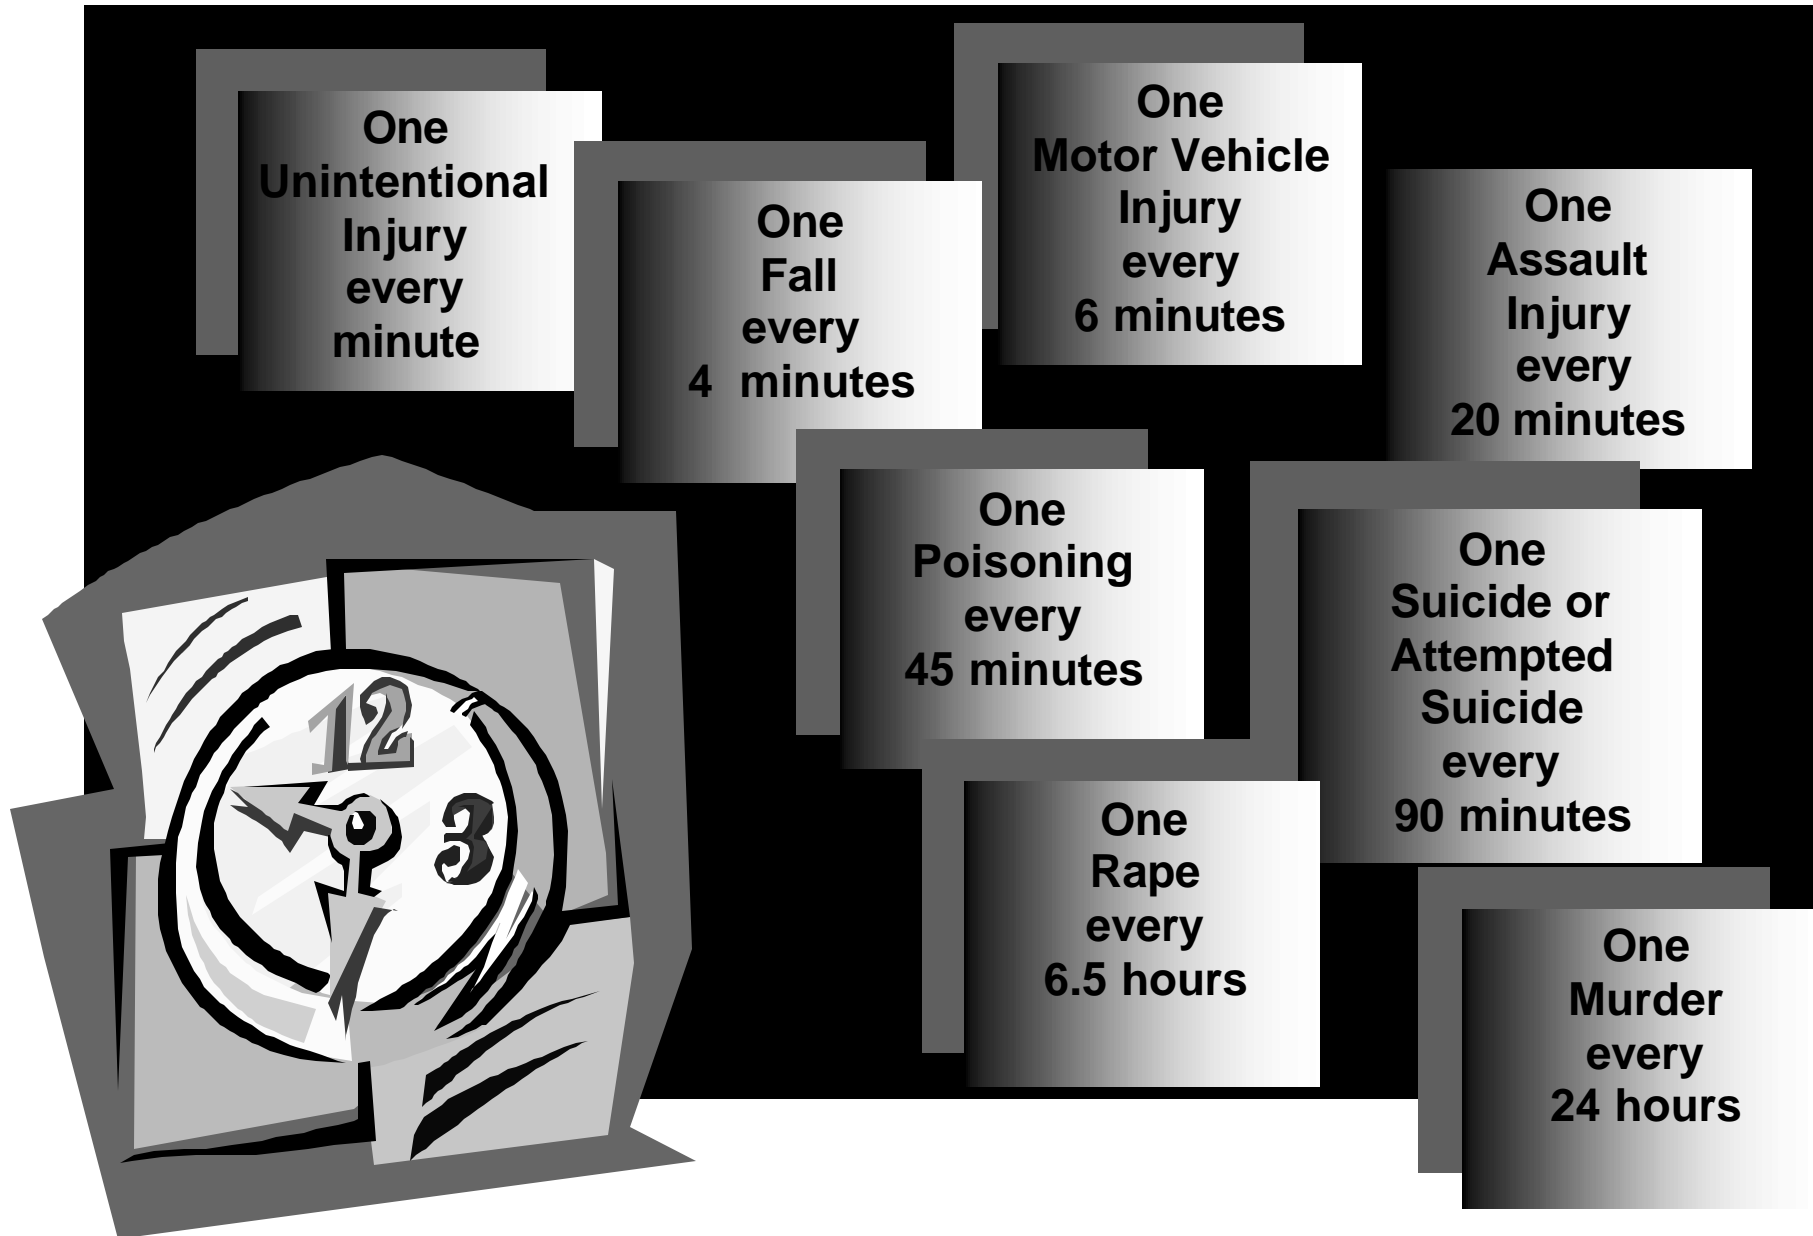 One
Unintentional
Injury
every
minute
One
Fall
every
4 minutes
One
Motor Vehicle
Injury
every
6 minutes
One
Assault
Injury
every
20 minutes
One
Poisoning
every
45 minutes
One
Suicide or
Attempted
Suicide
every
90 minutes
One
Rape
every
6.5 hours
One
Murder
every
24 hours
12
3